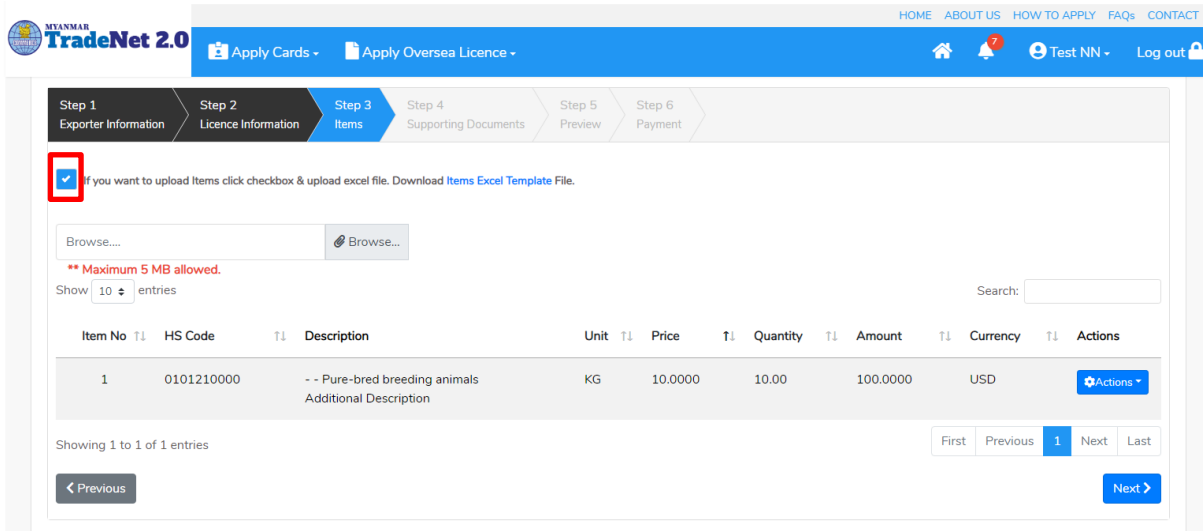 HOME ABOUT US HOW TO APPLY FAQs CONTACT
MYANMAR
TradeNet 2.0
Apply Cards
Apply Oversea Licence
7
Test NN
Log out
Step 1
Exporter Information
Step 2
Licence Information
Step 3
Items
Step 4
Supporting Documents
Step 5
Preview
Step 6
Payment
If you want to upload Items click checkbox & upload excel file. Download Items Excel Template File.
Browse....
Browse...
** Maximum 5 MB allowed.
Show 10 entries
Search:
Item No HS Code Description Unit Price Quantity Amount Currency Actions
1 0101210000 - - Pure-bred breeding animals KG 10.0000 10.00 100.0000 USD Actions
Additional Description
Showing 1 to 1 of 1 entries
First Previous 1 Next Last
Previous
Next